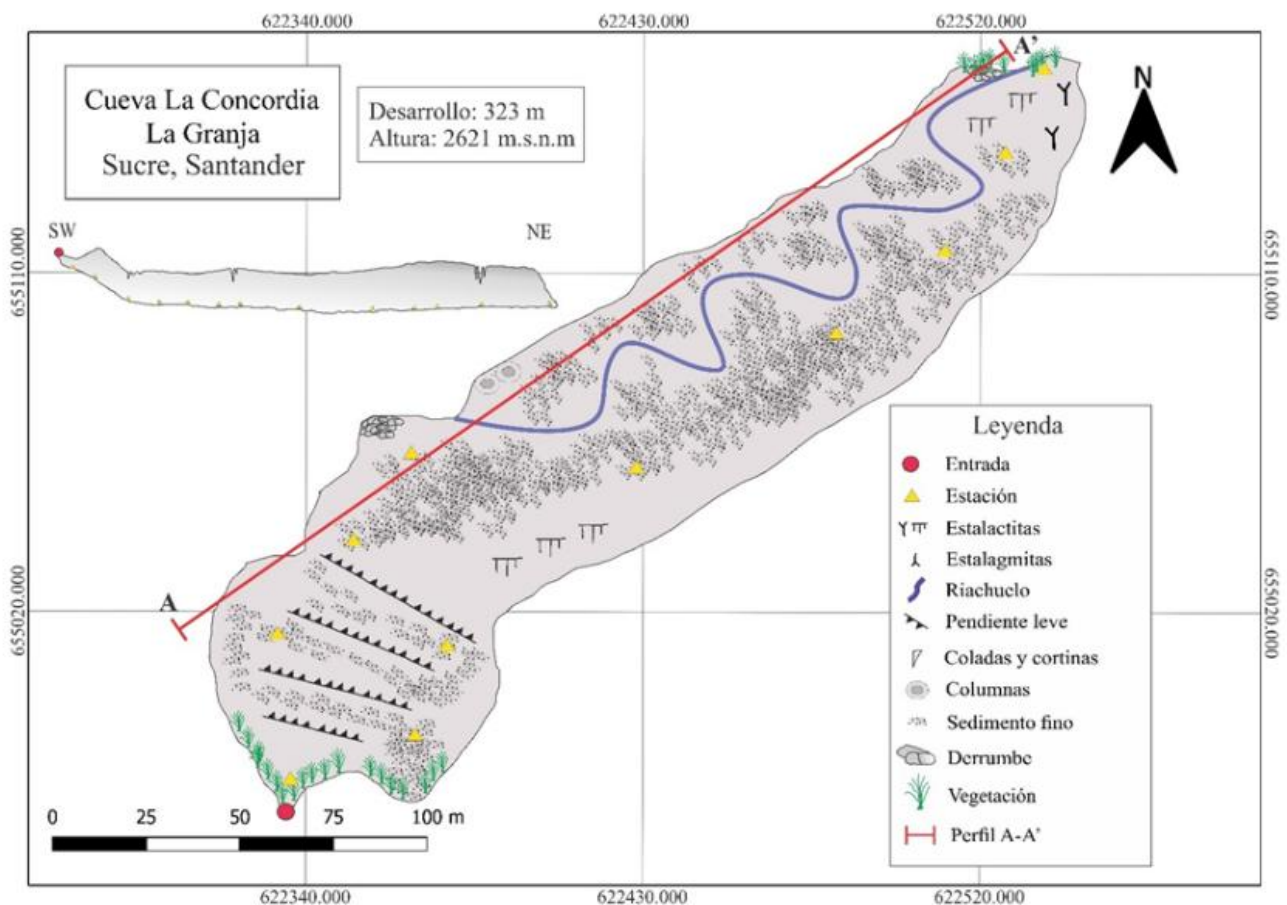 622340.000
622430.000
622520.000
A'
Cueva La Concordia
La Granja
Sucre, Santander
Desarrollo: 323 m
Altura: 2621 m.s.n.m
N
SW
NE
655110.000
655110.000
Leyenda
Entrada
Estación
Estalactitas
Estalagmitas
Riachuelo
Pendiente leve
Coladas y cortinas
Columnas
Sedimento fino
Derrumbe
Vegetación
Perfil A-A'
A
655020.000
655020.000
0 25 50 75 100 m
622340.000
622430.000
622520.000